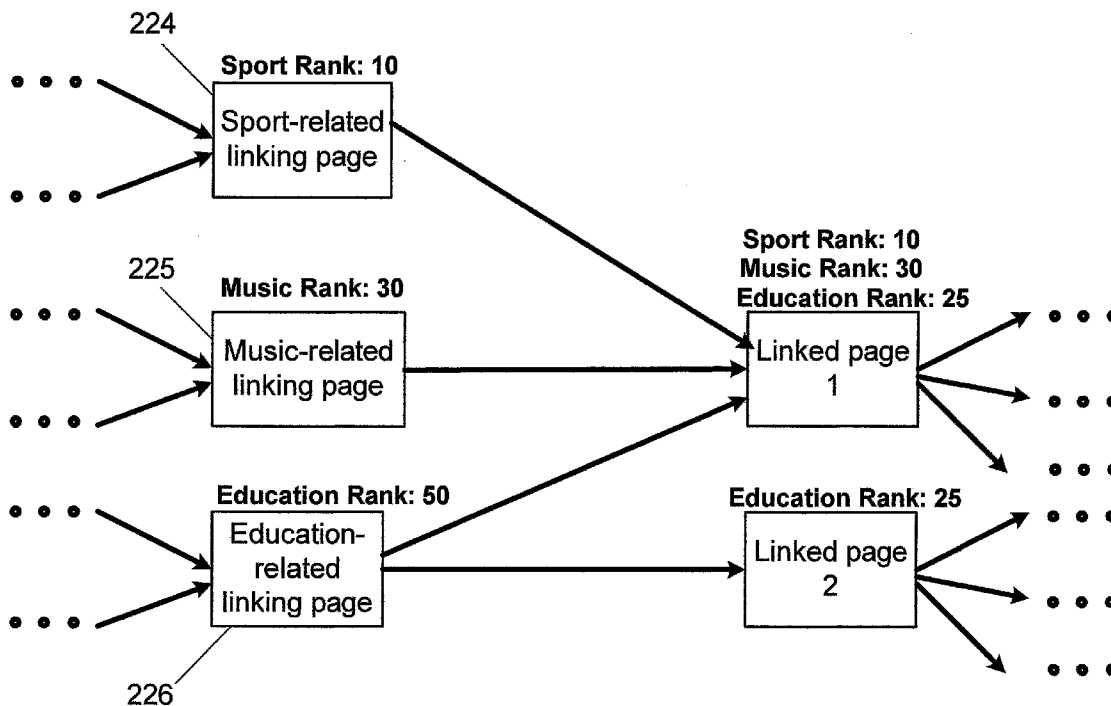 224
Sport Rank: 10
Sport-related
linking page
225
Music Rank: 30
Music-related
linking page
Education Rank: 50
Education-
related
linking page
226
Sport Rank: 10
Music Rank: 30
Education Rank: 25
Linked page
1
Education Rank: 25
Linked page
2